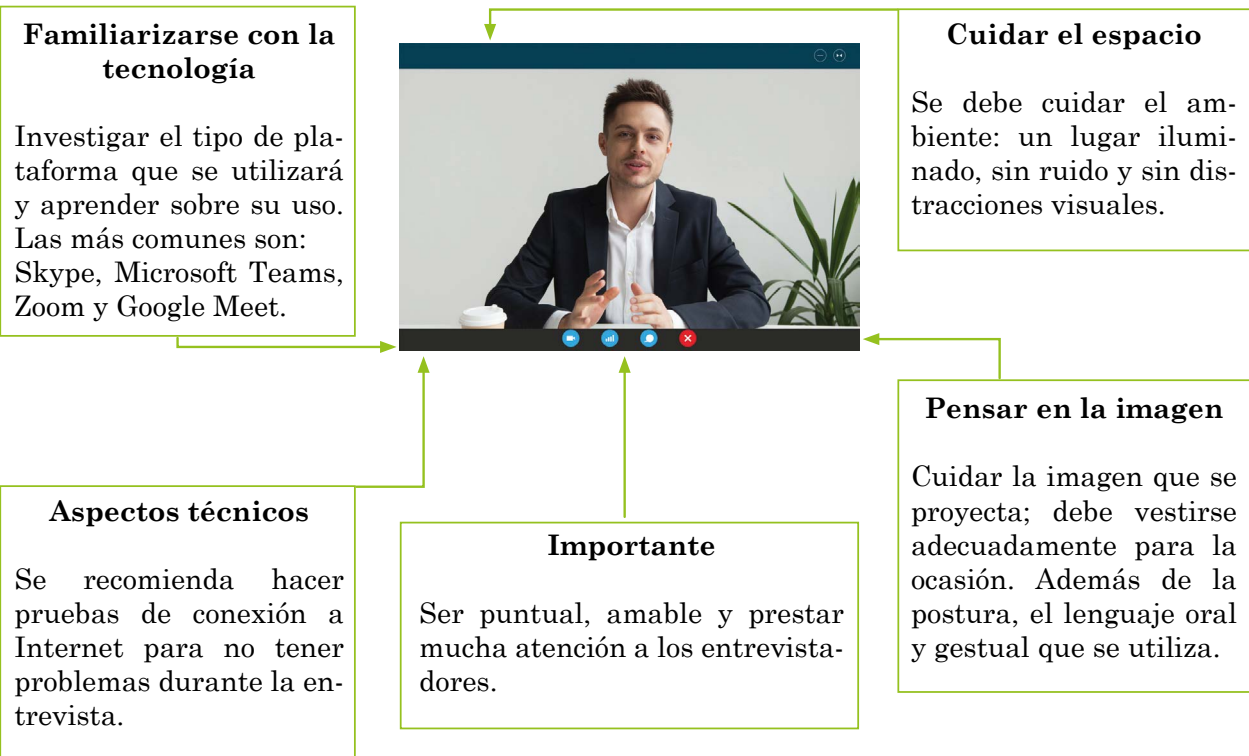 Familiarizarse con la
tecnología
Investigar el tipo de pla-
taforma que se utilizará
y aprender sobre su uso.
Las más comunes son:
Skype, Microsoft Teams,
Zoom y Google Meet.
Cuidar el espacio
Se debe cuidar el am-
biente: un lugar ilumi-
nado, sin ruido y sin dis-
tracciones visuales.
Aspectos técnicos
Se recomienda hacer
pruebas de conexión a
Internet para no tener
problemas durante la en-
trevista.
Importante
Ser puntual, amable y prestar
mucha atención a los entrevista-
dores.
Pensar en la imagen
Cuidar la imagen que se
proyecta; debe vestirse
adecuadamente para la
ocasión. Además de la
postura, el lenguaje oral
y gestual que se utiliza.